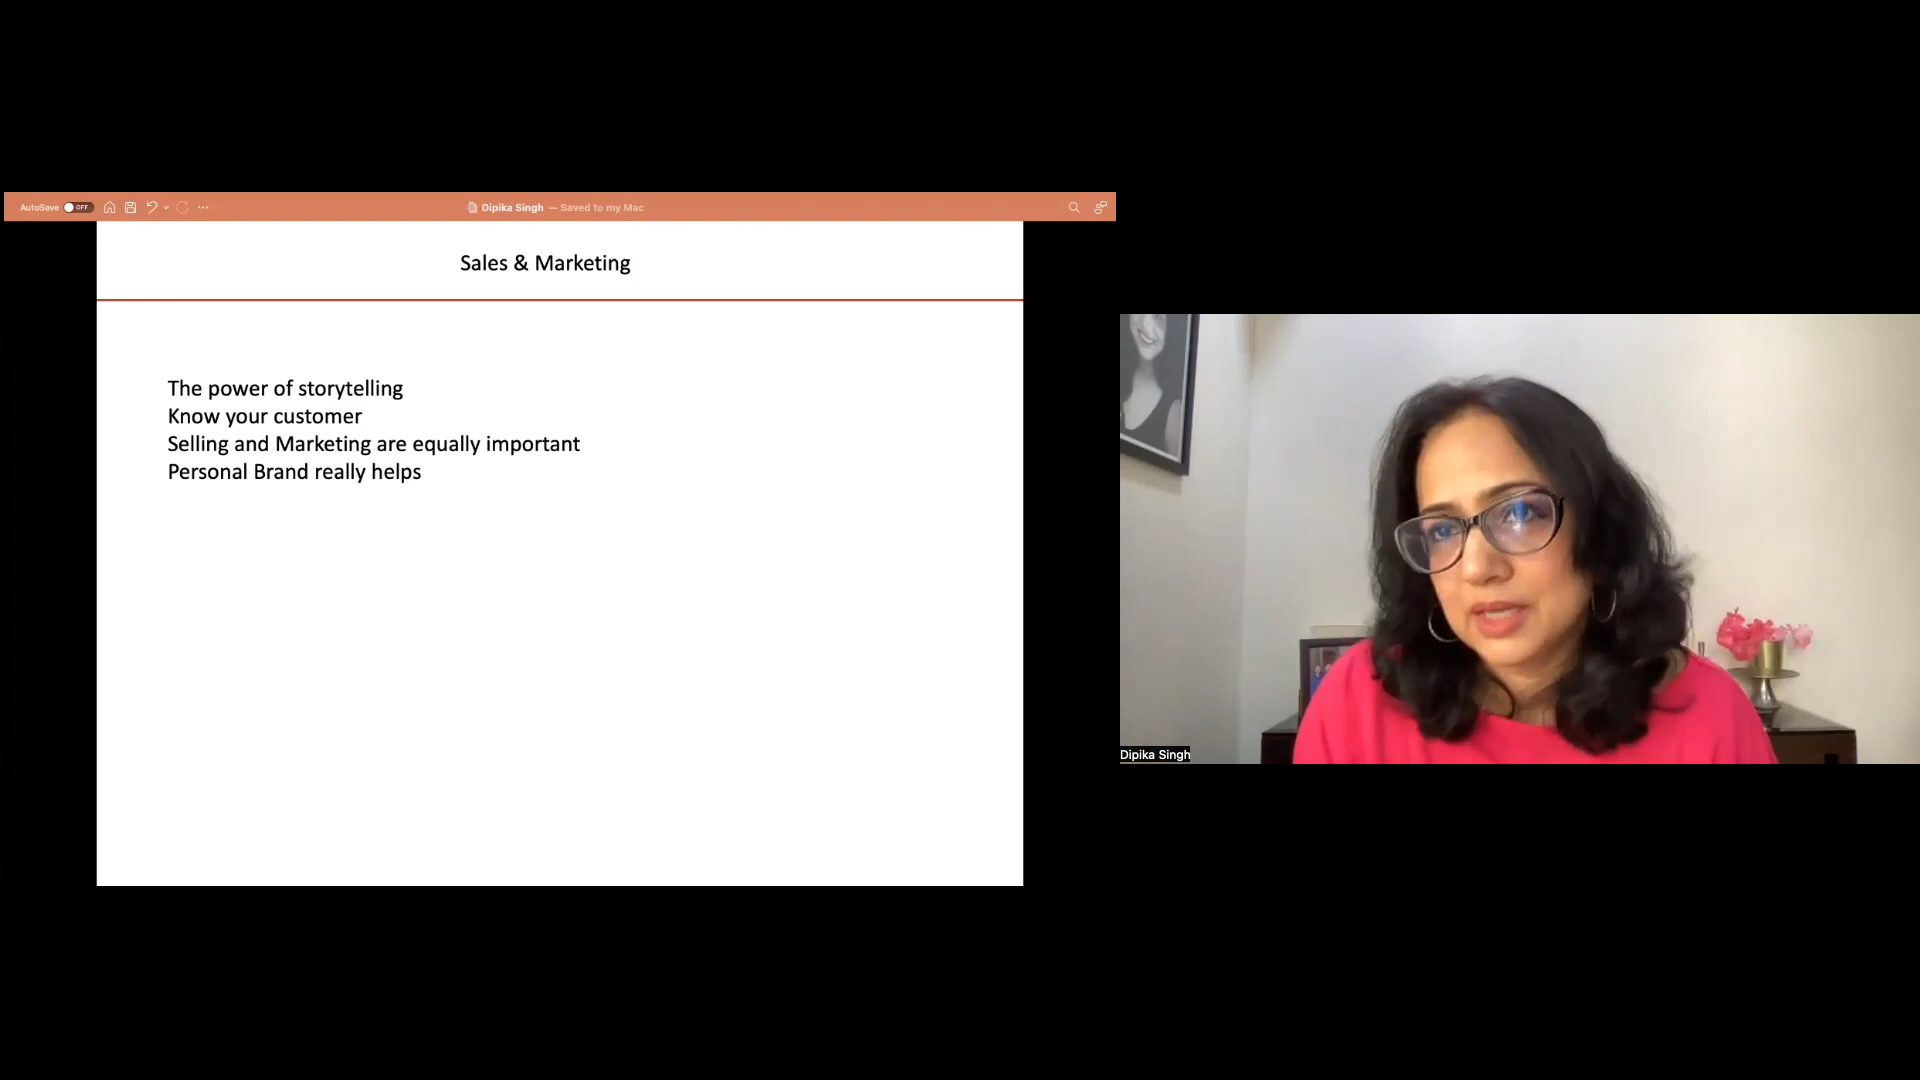 AutoSave OFF
Dipika Singh — Saved to my Mac
Sales & Marketing
The power of storytelling
Know your customer
Selling and Marketing are equally important
Personal Brand really helps
Dipika Singh